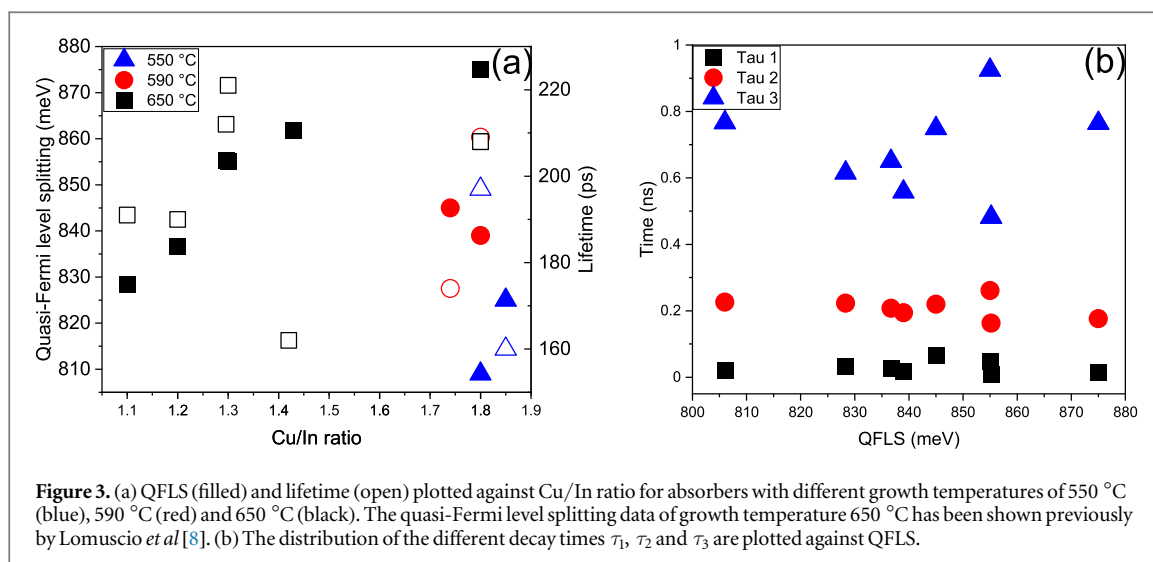 (a)
550 °C
590 °C
650 °C
880
870
860
850
840
830
820
810
Quasi-Fermi level splitting (meV)
220
200
180
160
Lifetime (ps)
1.1 1.2 1.3 1.4 1.5 1.6 1.7 1.8 1.9
Cu/In ratio
(b)
Tau 1
Tau 2
Tau 3
1
0.8
0.6
0.4
0.2
0
Time (ns)
800 810 820 830 840 850 860 870 880
QFLS (meV)
Figure 3. (a) QFLS (filled) and lifetime (open) plotted against Cu/In ratio for absorbers with different growth temperatures of 550 °C
(blue), 590 °C (red) and 650 °C (black). The quasi-Fermi level splitting data of growth temperature 650 °C has been shown previously
by Lomuscio et al [8]. (b) The distribution of the different decay times τ₁, τ₂ and τ₃ are plotted against QFLS.